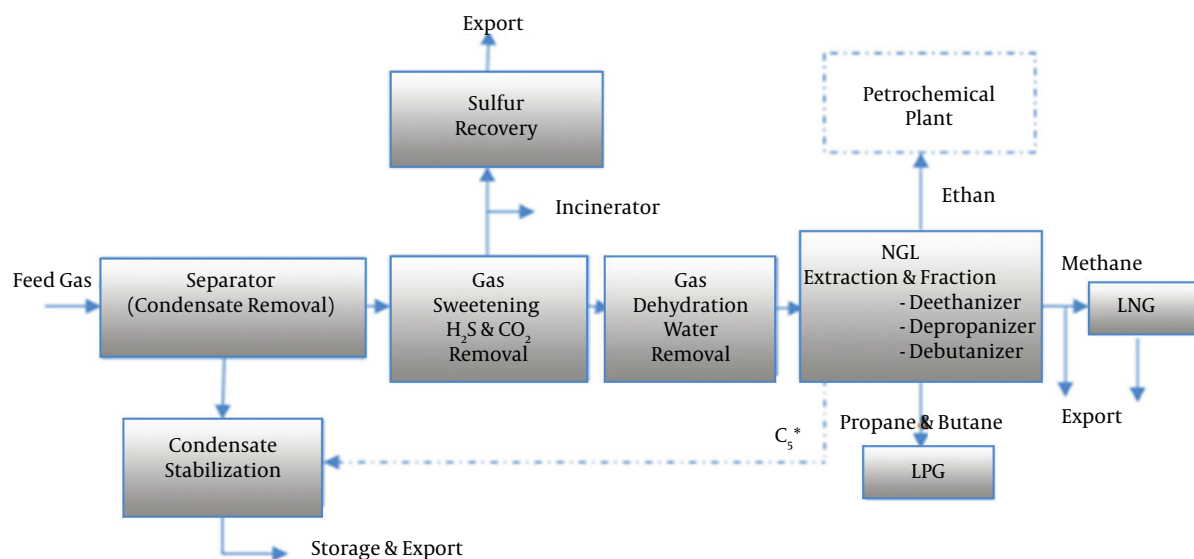 Export
Sulfur
Recovery
Petrochemical
Plant
Incinerator
Ethan
Feed Gas
Separator
(Condensate Removal)
Gas
Sweetening
H₂S & CO₂
Removal
Gas
Dehydration
Water
Removal
NGL
Extraction & Fraction
- Deethanizer
- Depropanizer
- Debutanizer
Methane
LNG
Export
Condensate
Stabilization
C₅*
Propane & Butane
LPG
Storage & Export